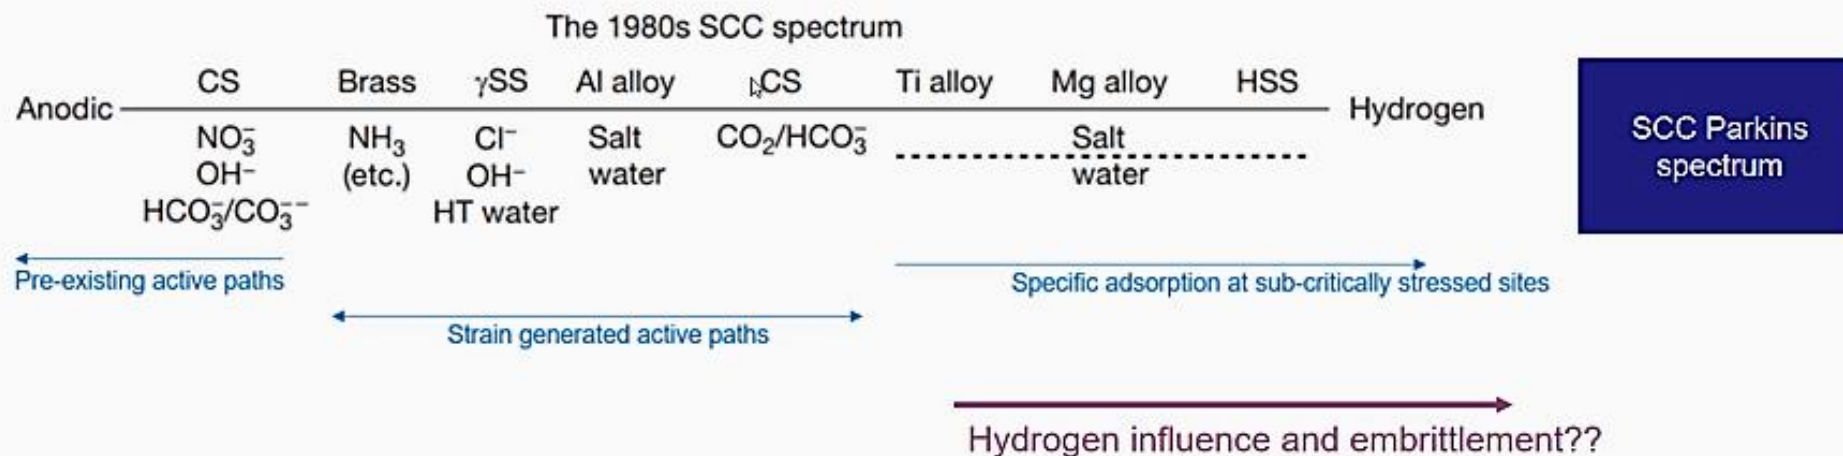 The 1980s SCC spectrum
CS Brass γSS Al alloy CS Ti alloy Mg alloy HSS
Anodic Hydrogen
NO₃⁻ NH₃ Cl⁻ Salt CO₂/HCO₃⁻ Salt
OH⁻ (etc.) OH⁻ water water
HCO₃⁻/CO₃⁻⁻ HT water
SCC Parkins
spectrum
Pre-existing active paths
Specific adsorption at sub-critically stressed sites
Strain generated active paths
Hydrogen influence and embrittlement??